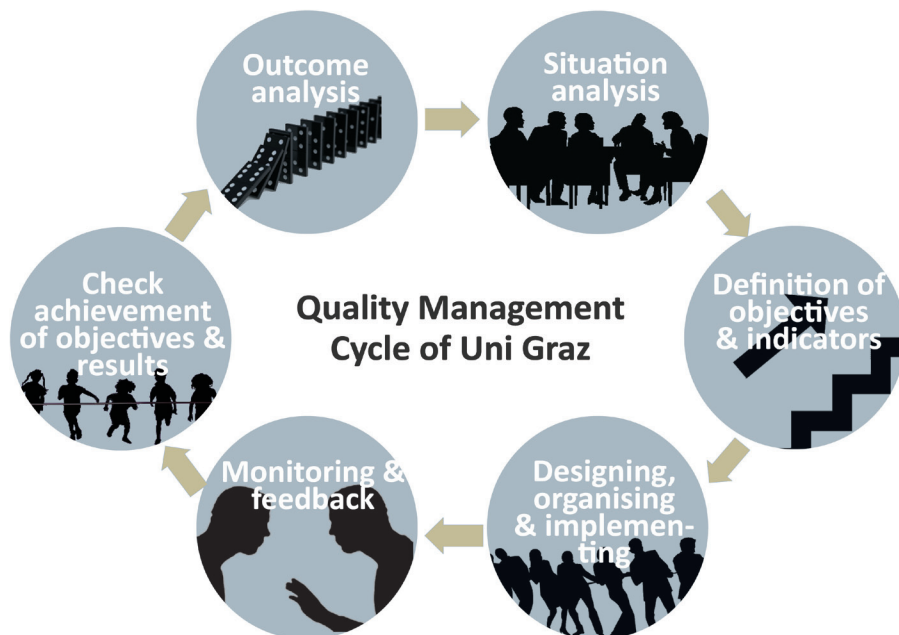 Outcome
analysis
Situation
analysis
Definition of
objectives
& indicators
Designing,
organising
& implemen-
ting
Monitoring &
feedback
Check
achievement
of objectives &
results
Quality Management
Cycle of Uni Graz